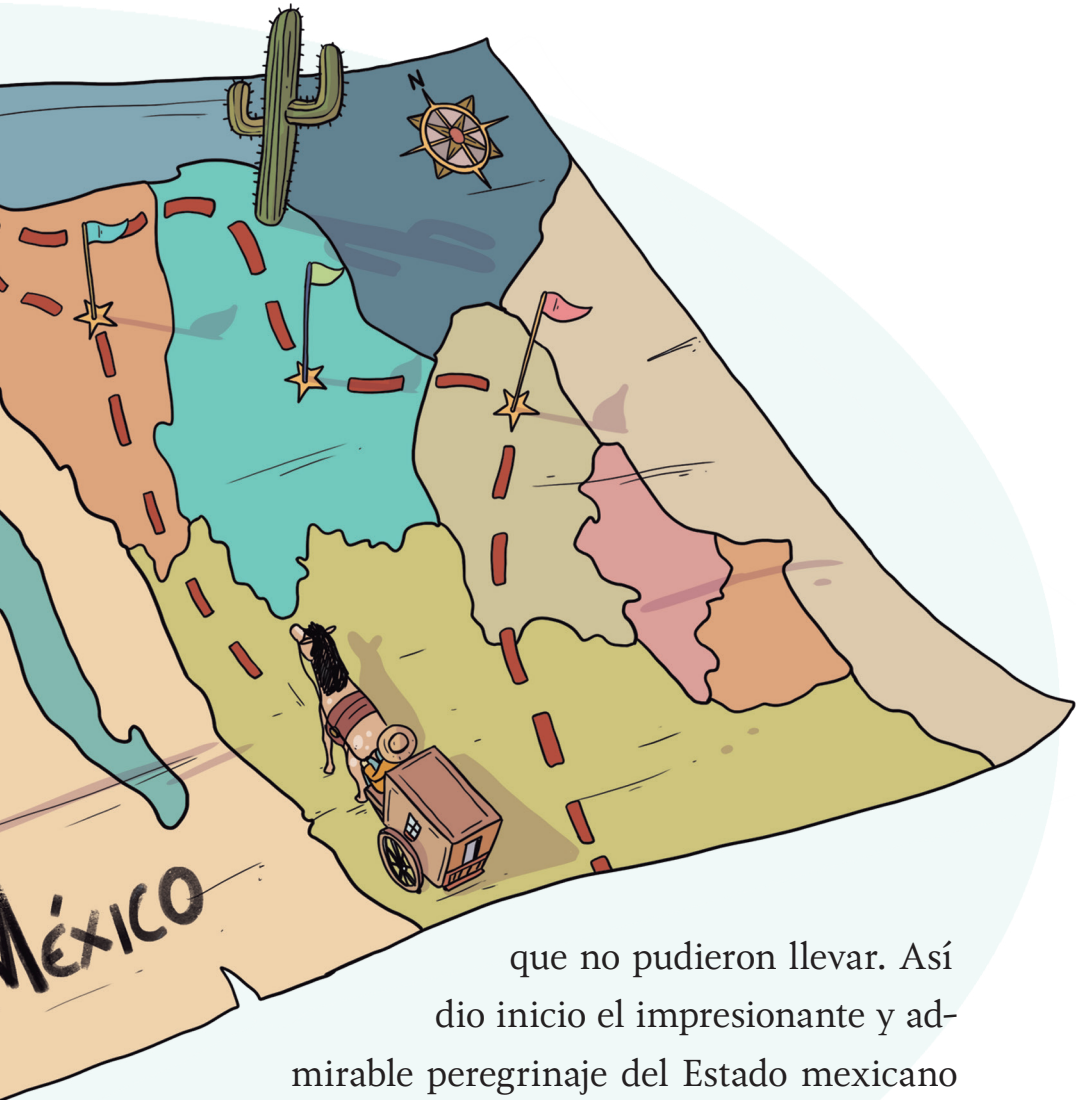 N
México
que no pudieron llevar. Así
dio inicio el impresionante y ad-
mirable peregrinaje del Estado mexicano